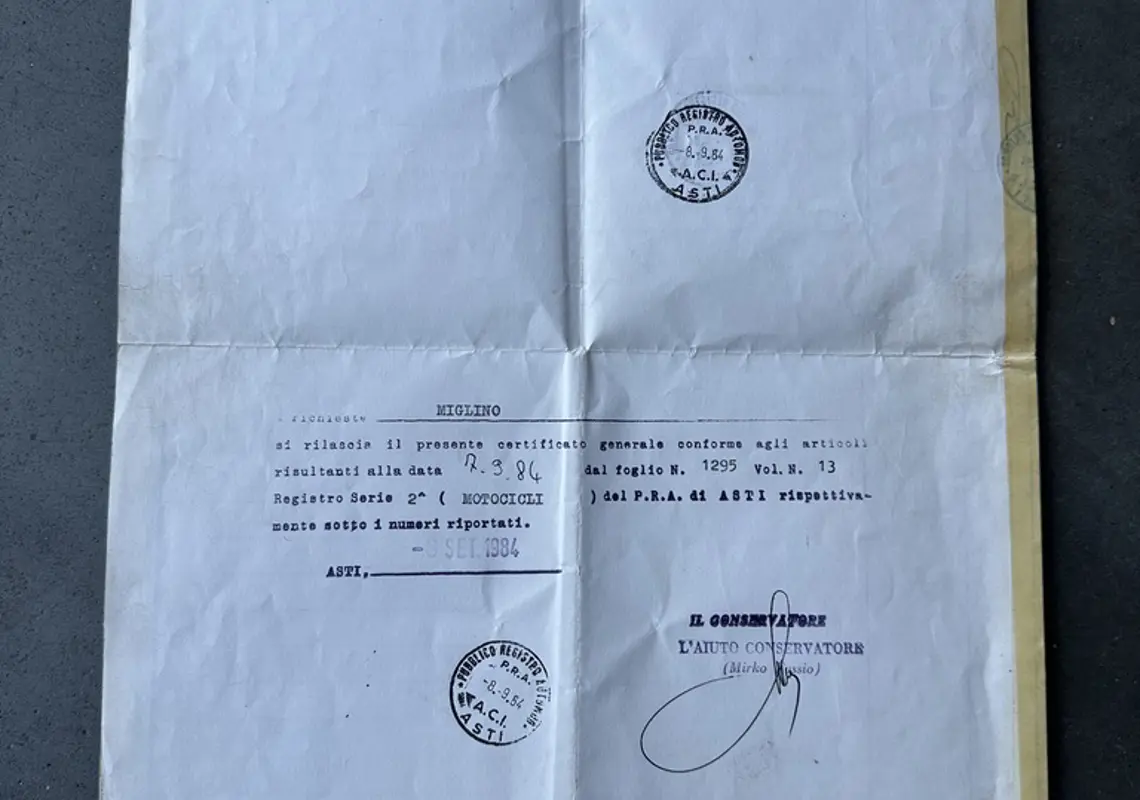 PUBBLICO REGISTRO AUTOMOB
P.R.A.
-8.-9.84
A.C.I.
ASTI
richieste MIGLINO
si rilascia il presente certificato generale conforme agli articoli
risultanti alla data 7.9.84 dal foglio N. 1295 Vol. N. 13
Registro Serie 2^ ( MOTOCICLI ) del P.R.A. di ASTI rispettiva-
mente sotto i numeri riportati.
-8 SET. 1984
ASTI,
IL CONSERVATORE
L'AIUTO CONSERVATORE
(Mirko
PUBBLICO REGISTRO AUTOMOB
P.R.A.
-8.-9.84
A.C.I.
ASTI